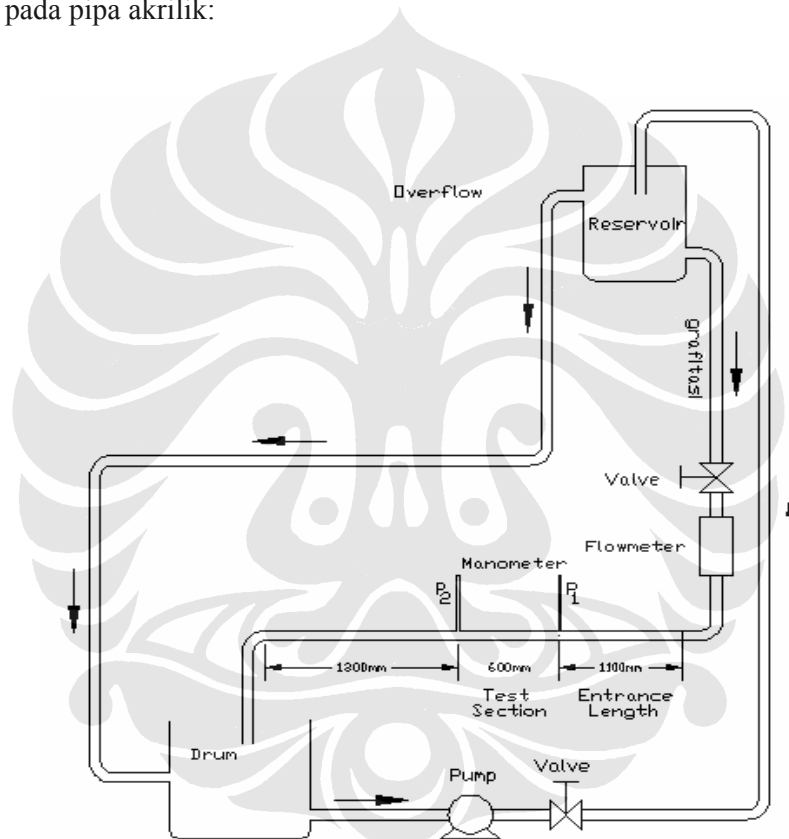 pada pipa akrilik:
Overflow
Reservoir
grafitasi
Valve
Flowmeter
Manometer
P2
P1
1300mm
600mm
1100mm
Test
Section
Entrance
Length
Drum
Pump
Valve